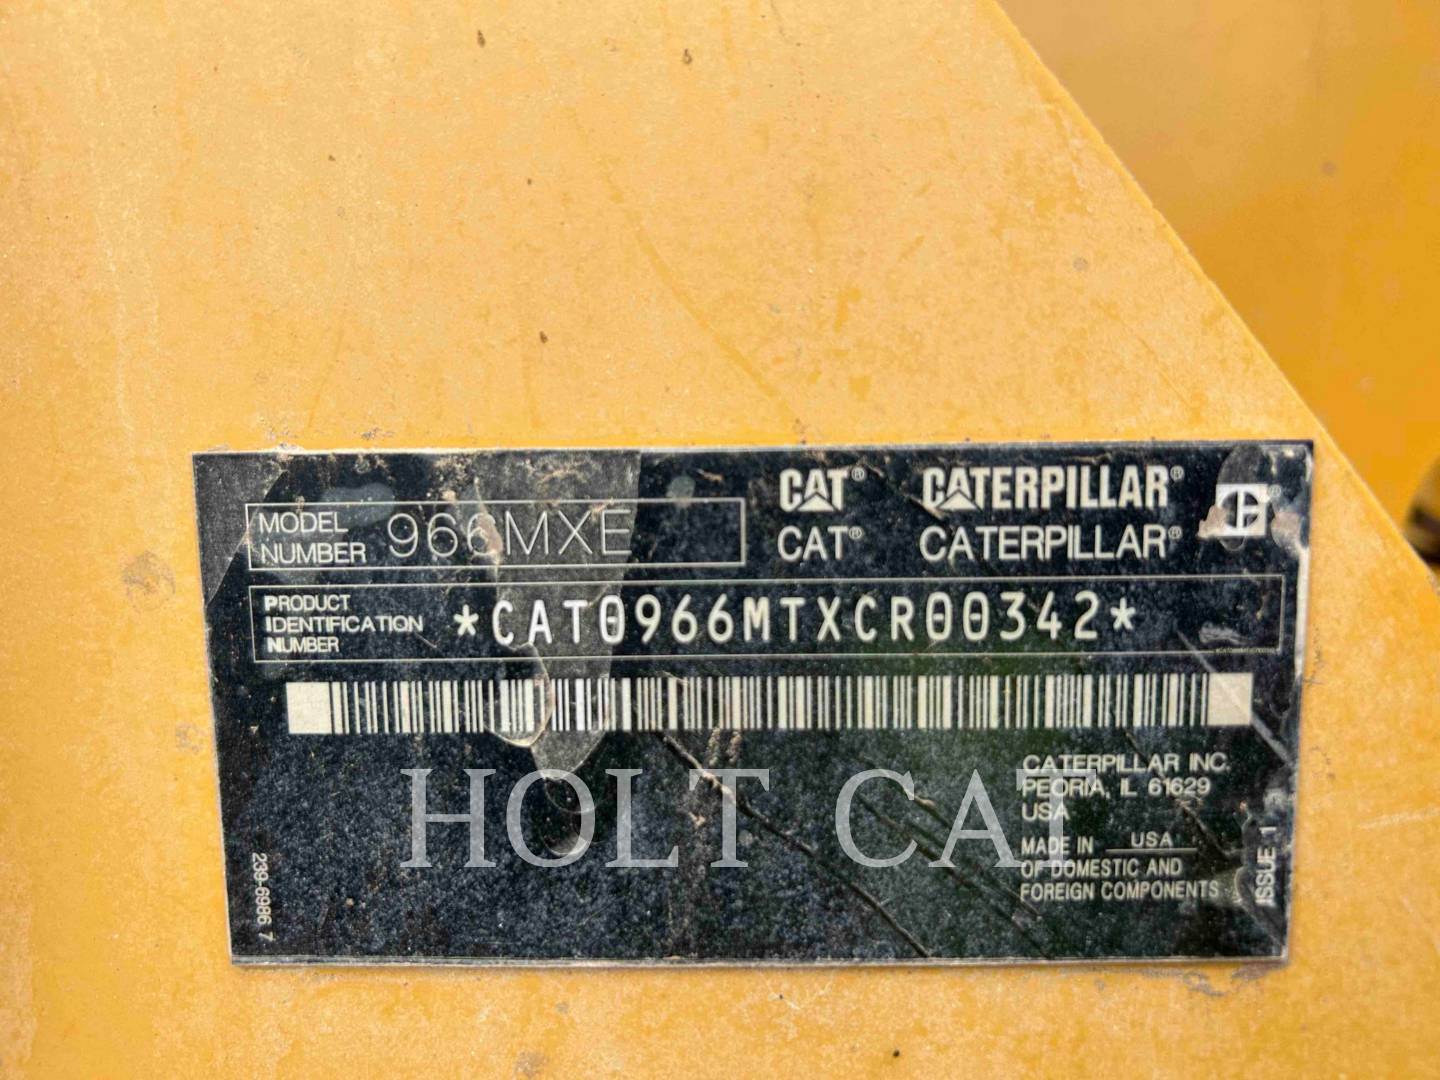 MODEL
NUMBER 966MXE
CAT® CATERPILLAR®
CAT® CATERPILLAR®
PRODUCT
IDENTIFICATION
NUMBER
*CAT0966MTXCR00342*
CATERPILLAR INC.
PEORIA, IL 61629
USA
MADE IN USA
OF DOMESTIC AND
FOREIGN COMPONENTS
ISSUE 1
239-6986 7
HOLT CAT